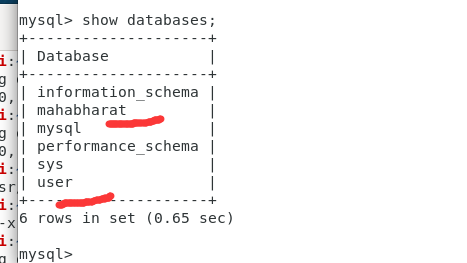 mysql> show databases;
+--------------------+
| Database           |
+--------------------+
| information_schema |
| mahabharat         |
| mysql              |
| performance_schema |
| sys                |
| user               |
+--------------------+
6 rows in set (0.65 sec)
mysql>